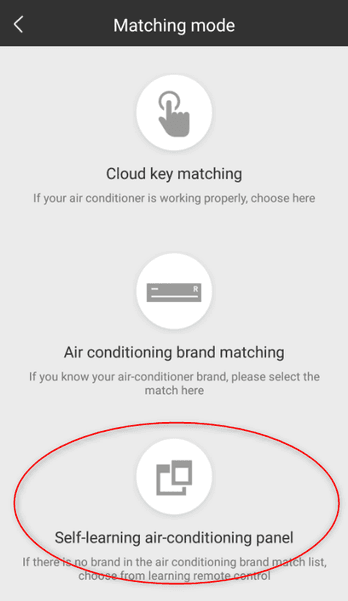 Matching mode
Cloud key matching
If your air conditioner is working properly, choose here
R
Air conditioning brand matching
If you know your air-conditioner brand, please select the
match here
Self-learning air-conditioning panel
If there is no brand in the air conditioning brand match list,
choose from learning remote control